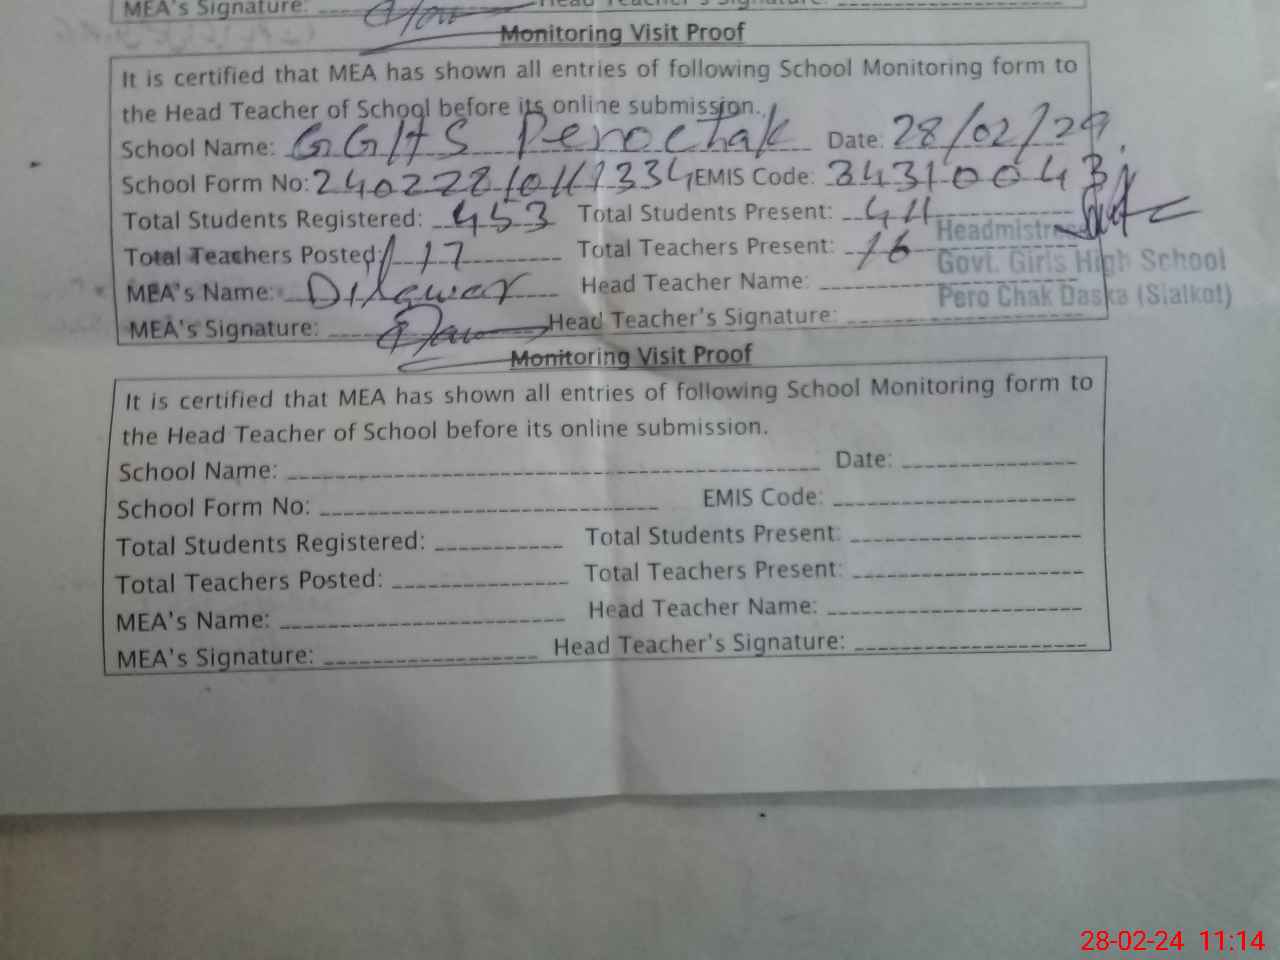 MEA's Signature: Head Teacher's Signature:
Monitoring Visit Proof
It is certified that MEA has shown all entries of following School Monitoring form to
the Head Teacher of School before its online submission.
School Name: GGHS Perochak Date: 28/02/24.
School Form No: EMIS Code: 34310043
Total Students Registered: 453 Total Students Present: 411
Total Teachers Posted: 17 Total Teachers Present: 16
Headmistress
Govt. Girls High School
Pero Chak Daska (Sialkot)
MEA's Name: Dilawar Head Teacher Name:
MEA's Signature: Head Teacher's Signature:
Monitoring Visit Proof
It is certified that MEA has shown all entries of following School Monitoring form to
the Head Teacher of School before its online submission.
School Name: Date:
School Form No: EMIS Code:
Total Students Registered: Total Students Present:
Total Teachers Posted: Total Teachers Present:
MEA's Name: Head Teacher Name:
MEA's Signature: Head Teacher's Signature:
28-02-24 11:14